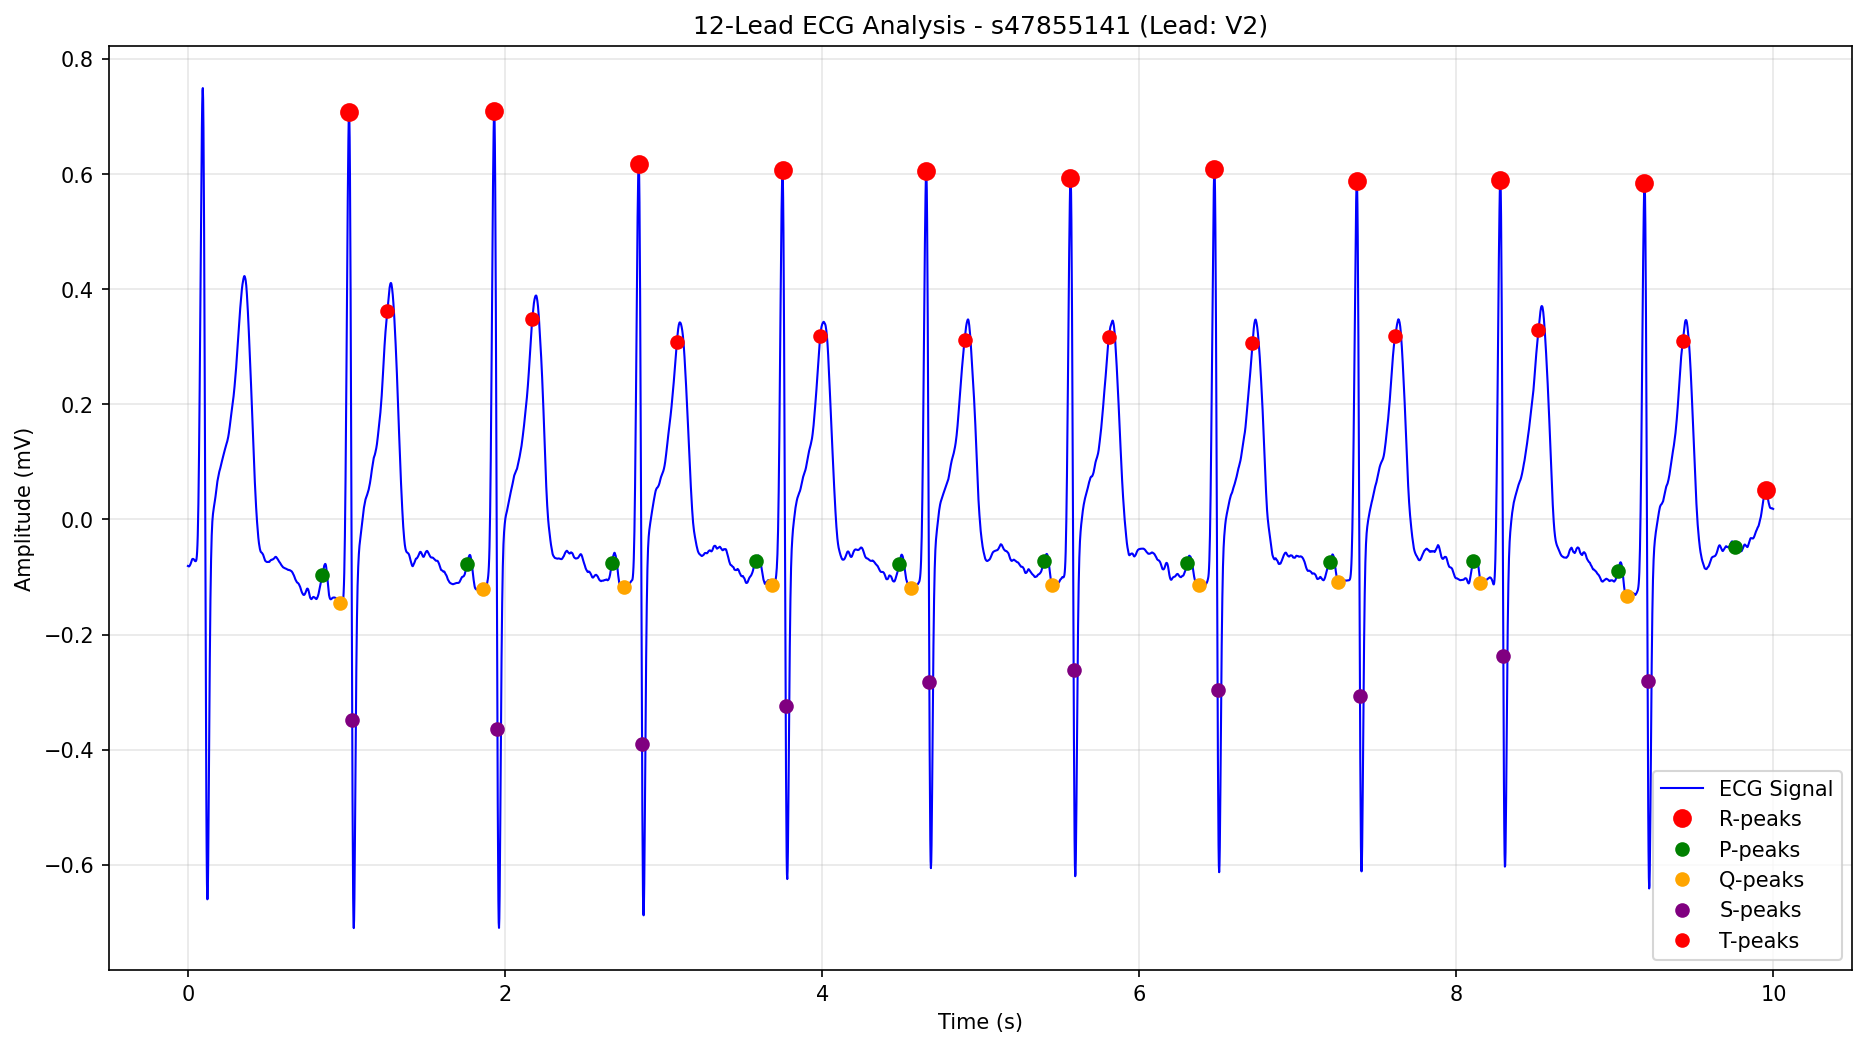 12-Lead ECG Analysis - s47855141 (Lead: V2)
0.8
0.6
0.4
0.2
0.0
−0.2
−0.4
−0.6
Amplitude (mV)
0 2 4 6 8 10
Time (s)
ECG Signal
R-peaks
P-peaks
Q-peaks
S-peaks
T-peaks